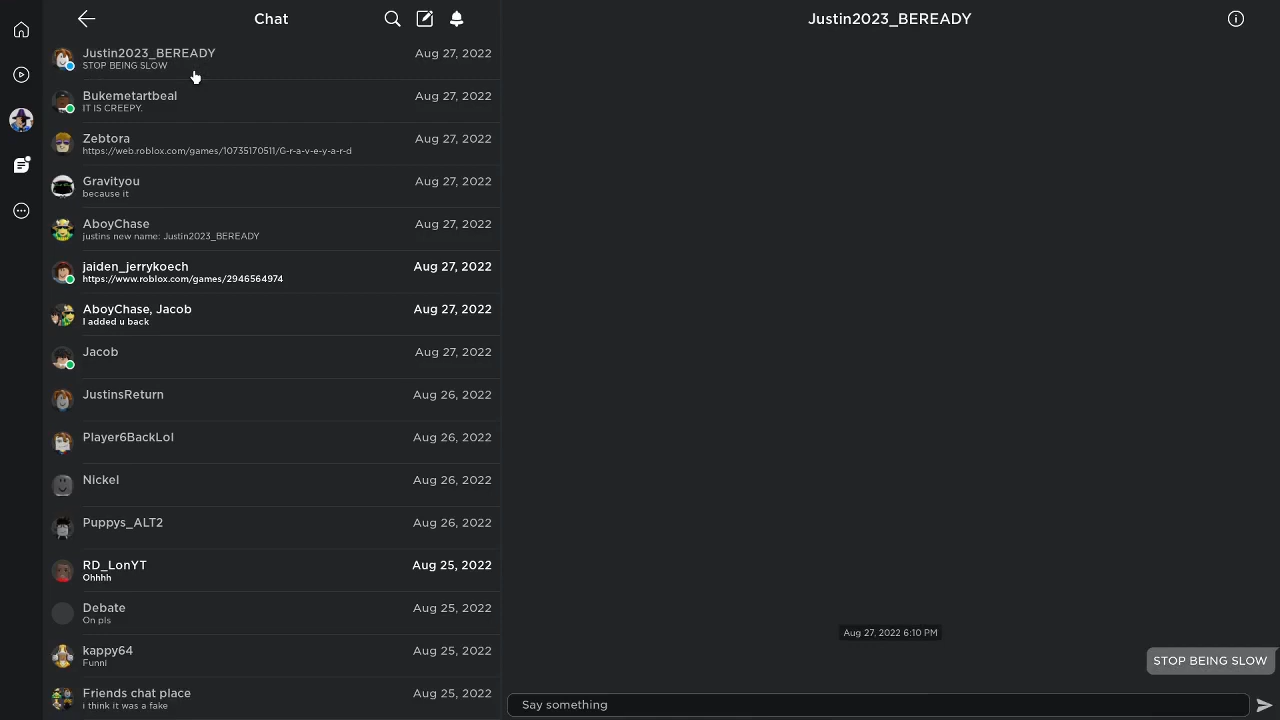 Chat
Justin2023_BEREADY Aug 27, 2022
STOP BEING SLOW
Bukemetartbeal Aug 27, 2022
IT IS CREEPY.
Zebtora Aug 27, 2022
https://web.roblox.com/games/10735170511/G-r-a-v-e-y-a-r-d
Gravityou Aug 27, 2022
because it
AboyChase Aug 27, 2022
justins new name: Justin2023_BEREADY
jaiden_jerrykoech Aug 27, 2022
https://www.roblox.com/games/2946564974
AboyChase, Jacob Aug 27, 2022
I added u back
Jacob Aug 27, 2022
JustinsReturn Aug 26, 2022
Player6BackLol Aug 26, 2022
Nickel Aug 26, 2022
Puppys_ALT2 Aug 26, 2022
RD_LonYT Aug 25, 2022
Ohhhh
Debate Aug 25, 2022
On pls
kappy64 Aug 25, 2022
Funni
Friends chat place Aug 25, 2022
i think it was a fake
Justin2023_BEREADY
Aug 27, 2022 6:10 PM
STOP BEING SLOW
Say something